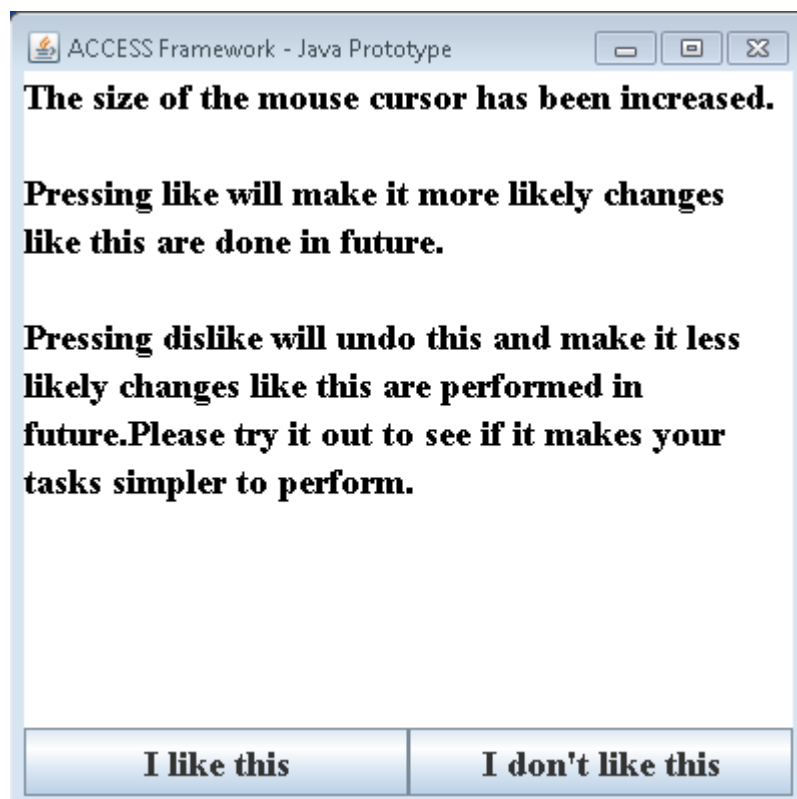 ACCESS Framework - Java Prototype
The size of the mouse cursor has been increased.
Pressing like will make it more likely changes
like this are done in future.
Pressing dislike will undo this and make it less
likely changes like this are performed in
future.Please try it out to see if it makes your
tasks simpler to perform.
I like this
I don't like this